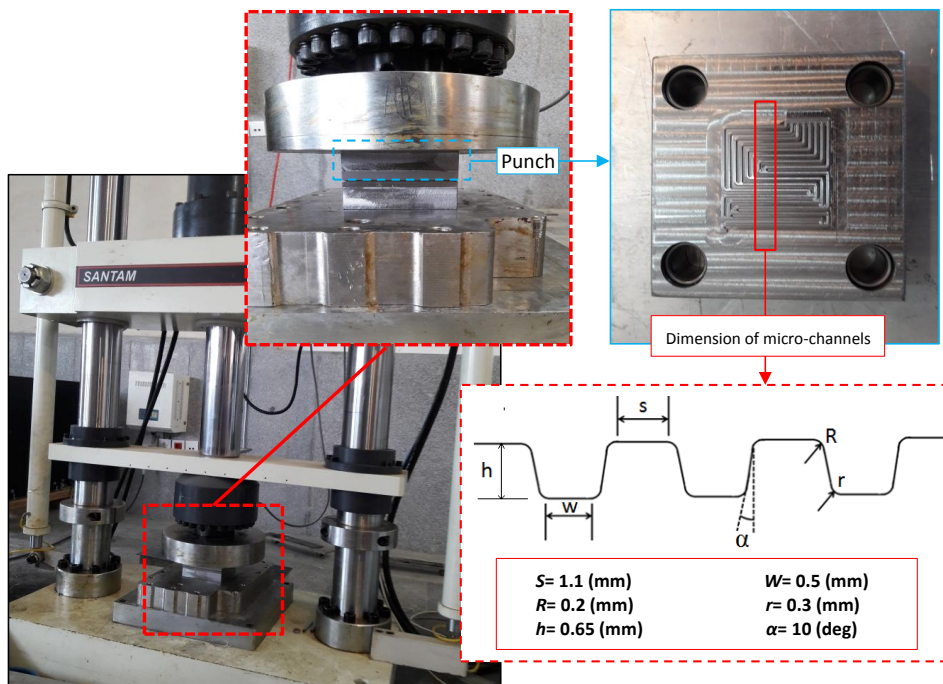 Punch
SANTAM
Dimension of micro-channels
s
R
h
r
w
α
S= 1.1 (mm)
W= 0.5 (mm)
R= 0.2 (mm)
r= 0.3 (mm)
h= 0.65 (mm)
α= 10 (deg)